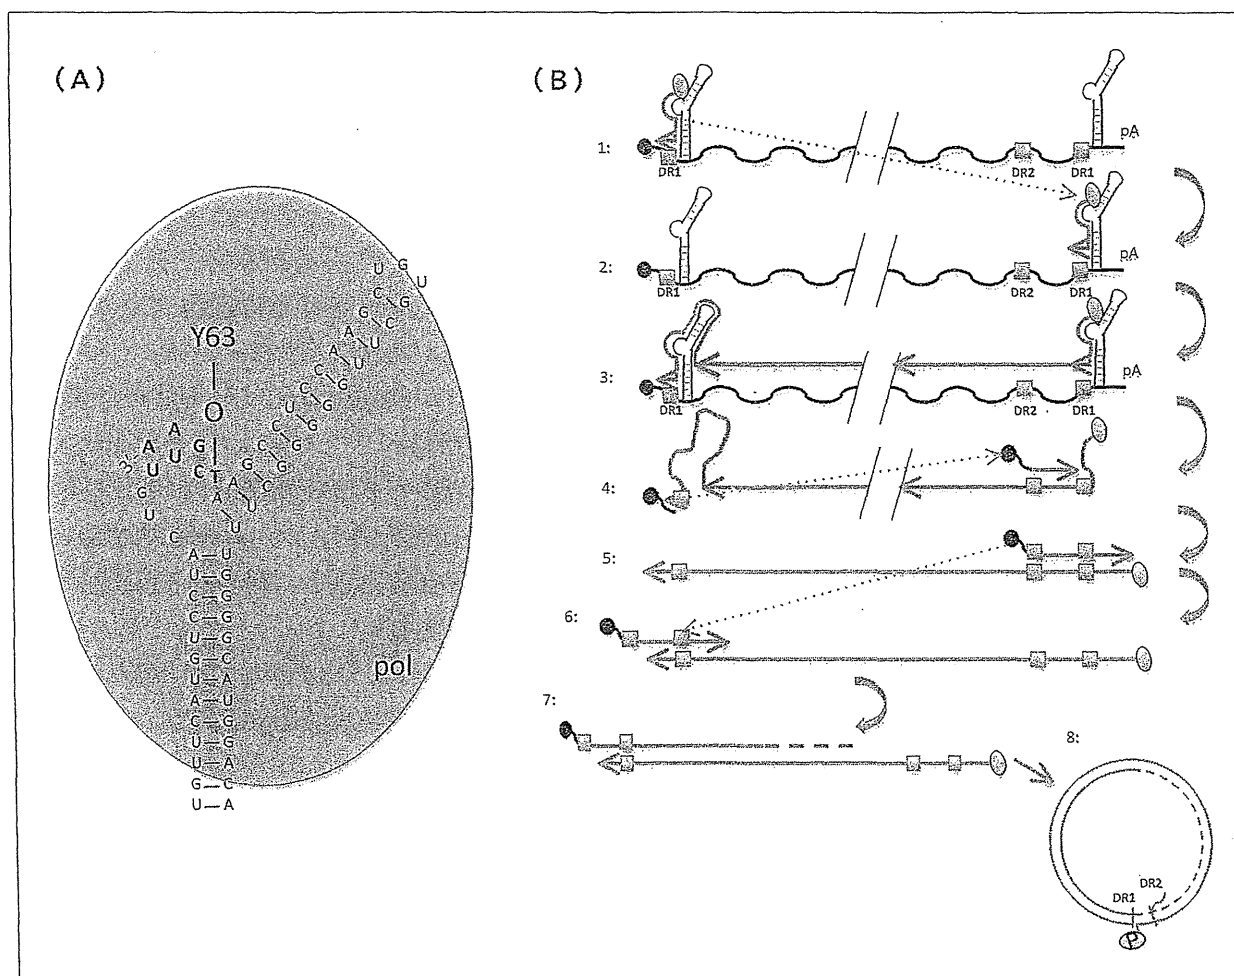 (A)
Y63
O
3-A A G T
U U C A A G C C U C C A A G C U G U
U G C
G C C U U G G G G G C U U
A—U
U—G
C—G
C—G
U—G
G—C
U—A
A—U
C—G
U—G
U—A
G—C
U—A
pol
(B)
1:
DR1
DR2
DR1
pA
2:
DR1
DR2
DR1
pA
3:
DR1
DR2
DR1
pA
4:
5:
6:
7:
8:
DR1
DR2
P